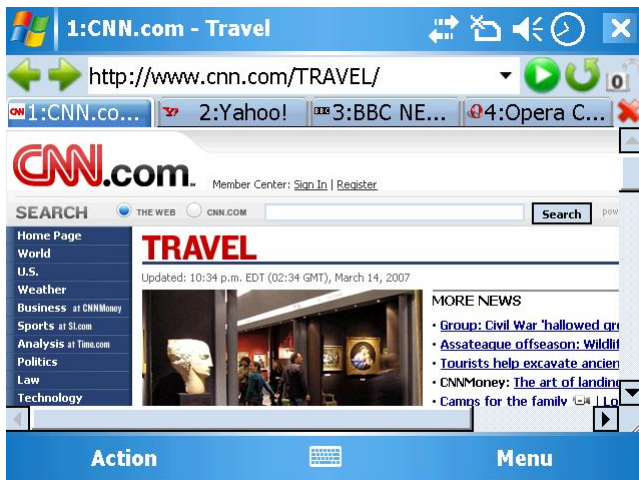 1:CNN.com - Travel
http://www.cnn.com/TRAVEL/
1:CNN.co... 2:Yahoo! 3:BBC NE... 4:Opera C...
CNN.com
Member Center: Sign In | Register
SEARCH THE WEB CNN.COM Search pow
Home Page
World
U.S.
Weather
Business at CNNMoney
Sports at SI.com
Analysis at Time.com
Politics
Law
Technology
TRAVEL
Updated: 10:34 p.m. EDT (02:34 GMT), March 14, 2007
MORE NEWS
· Group: Civil War 'hallowed gr
· Assateague offseason: Wildlif
· Tourists help excavate ancien
· CNNMoney: The art of landing
· Camps for the family | Lo
Action Menu